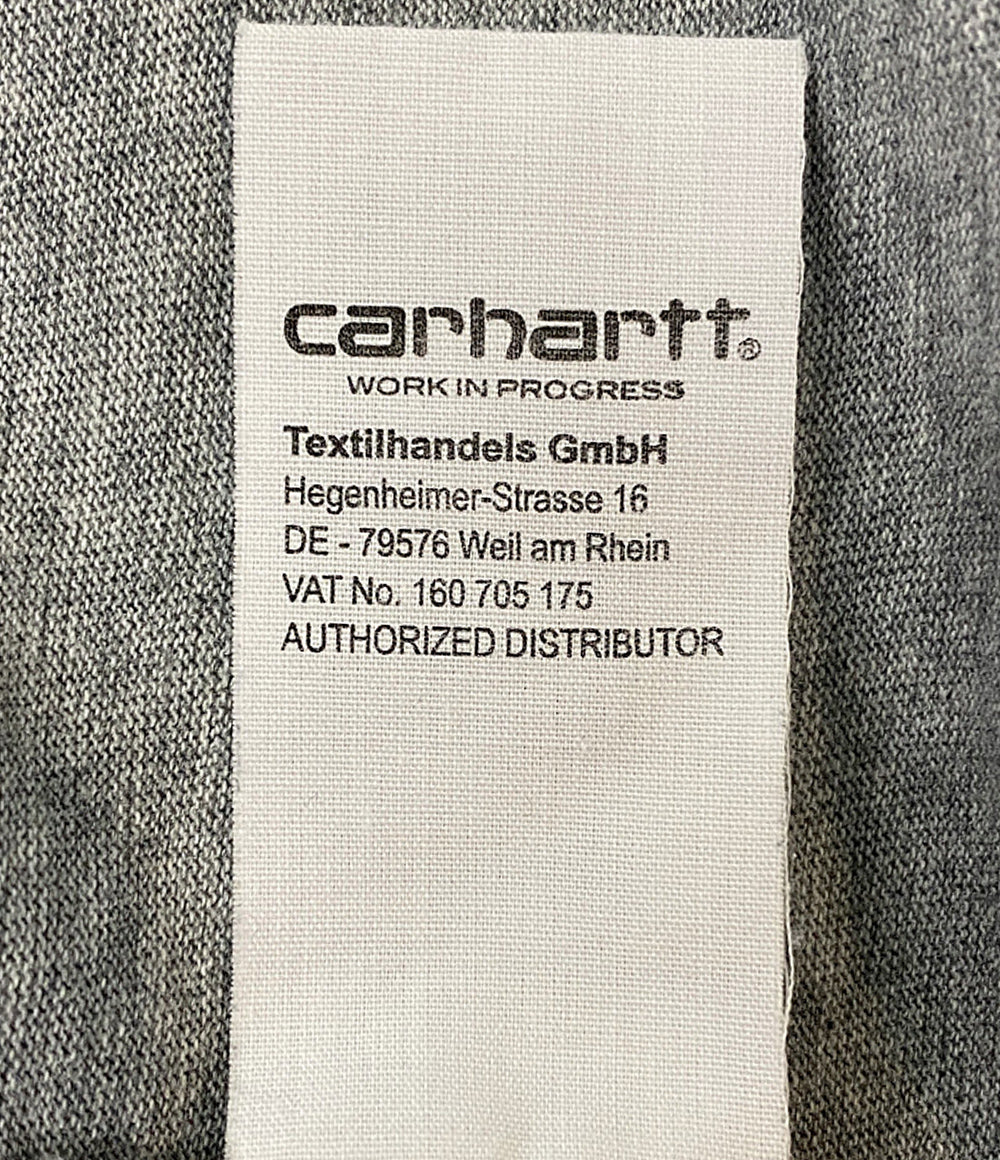 carhartt®
WORK IN PROGRESS
Textilhandels GmbH
Hegenheimer-Strasse 16
DE - 79576 Weil am Rhein
VAT No. 160 705 175
AUTHORIZED DISTRIBUTOR